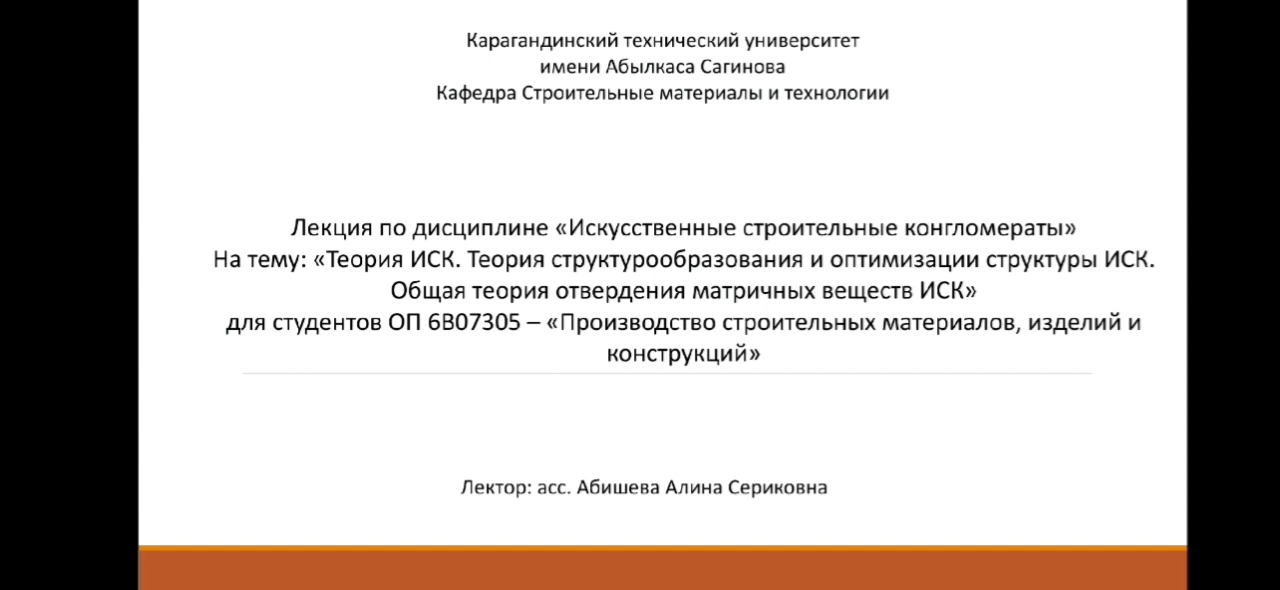 Карагандинский технический университет
имени Абылкаса Сагинова
Кафедра Строительные материалы и технологии
Лекция по дисциплине «Искусственные строительные конгломераты»
На тему: «Теория ИСК. Теория структурообразования и оптимизации структуры ИСК.
Общая теория отвердения матричных веществ ИСК»
для студентов ОП 6В07305 – «Производство строительных материалов, изделий и
конструкций»
Лектор: асс. Абишева Алина Сериковна